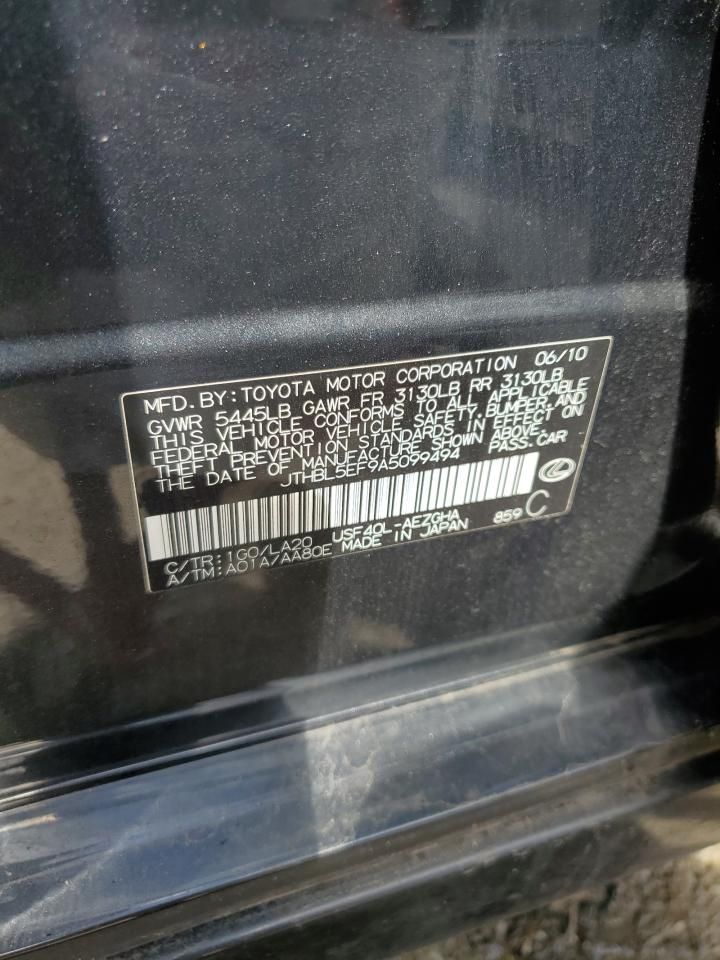 MFD.BY:TOYOTA MOTOR CORPORATION 06/10
GVWR 5445LB GAWR FR 3130LB RR 3130LB
THIS VEHICLE CONFORMS TO ALL APPLICABLE
FEDERAL MOTOR VEHICLE SAFETY,BUMPER,AND
THEFT PREVENTION STANDARDS IN EFFECT ON
THE DATE OF MANUFACTURE SHOWN ABOVE.
JTHBL5EF9A5099494 PASS.CAR
C/TR:1G0/LA20 USF40L-AEZGHA 859 C
A/TM:A01A/AA80E MADE IN JAPAN